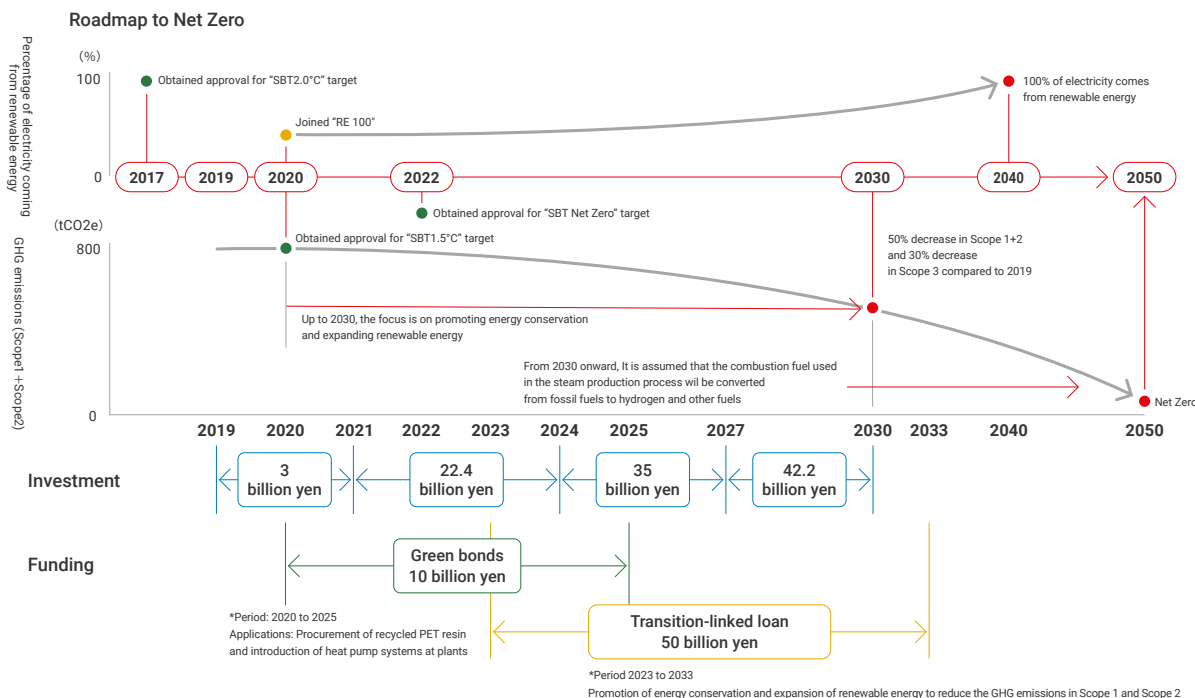 Roadmap to Net Zero
Percentage of electricity coming
from renewable energy
(%)
100
0
Obtained approval for “SBT2.0°C” target
Joined “RE 100"
100% of electricity comes
from renewable energy
2017
2019
2020
2022
2030
2040
2050
Obtained approval for “SBT Net Zero” target
GHG emissions (Scope1 +Scope2)
(tCO2e)
800
0
Obtained approval for “SBT1.5°C” target
50% decrease in Scope 1+2
and 30% decrease
in Scope 3 compared to 2019
Up to 2030, the focus is on promoting energy conservation
and expanding renewable energy
From 2030 onward, It is assumed that the combustion fuel used
in the steam production process wil be converted
from fossil fuels to hydrogen and other fuels
Net Zero
2019
2020
2021
2022
2023
2024
2025
2027
2030
2033
2040
2050
Investment
3
billion yen
22.4
billion yen
35
billion yen
42.2
billion yen
Funding
Green bonds
10 billion yen
*Period: 2020 to 2025
Applications: Procurement of recycled PET resin
and introduction of heat pump systems at plants
Transition-linked loan
50 billion yen
*Period 2023 to 2033
Promotion of energy conservation and expansion of renewable energy to reduce the GHG emissions in Scope 1 and Scope 2